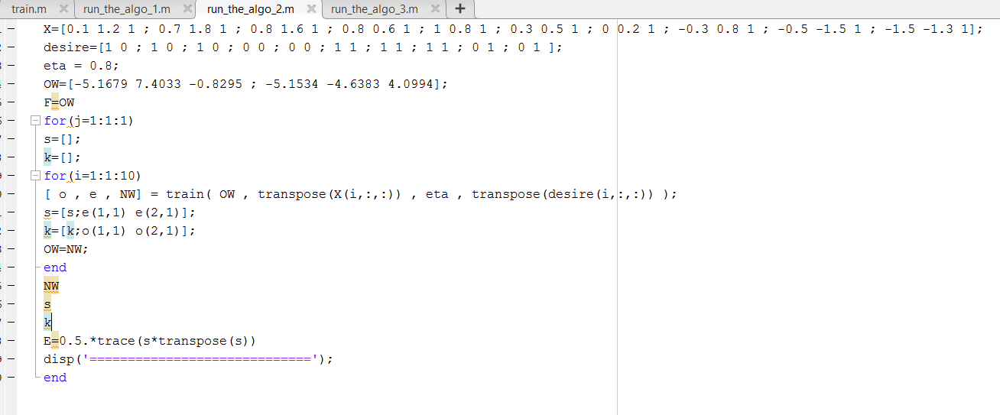 train.m × run_the_algo_1.m × run_the_algo_2.m × run_the_algo_3.m × +
X=[0.1 1.2 1 ; 0.7 1.8 1 ; 0.8 1.6 1 ; 0.8 0.6 1 ; 1 0.8 1 ; 0.3 0.5 1 ; 0 0.2 1 ; -0.3 0.8 1 ; -0.5 -1.5 1 ; -1.5 -1.3 1];
desire=[1 0 ; 1 0 ; 1 0 ; 0 0 ; 0 0 ; 1 1 ; 1 1 ; 1 1 ; 0 1 ; 0 1 ];
eta = 0.8;
OW=[-5.1679 7.4033 -0.8295 ; -5.1534 -4.6383 4.0994];
F=OW
for(j=1:1:1)
s=[];
k=[];
for(i=1:1:10)
[ o , e , NW] = train( OW , transpose(X(i,:,:)) , eta , transpose(desire(i,:,:)) );
s=[s;e(1,1) e(2,1)];
k=[k;o(1,1) o(2,1)];
OW=NW;
end
NW
s
k
E=0.5.*trace(s*transpose(s))
disp('=============================');
end